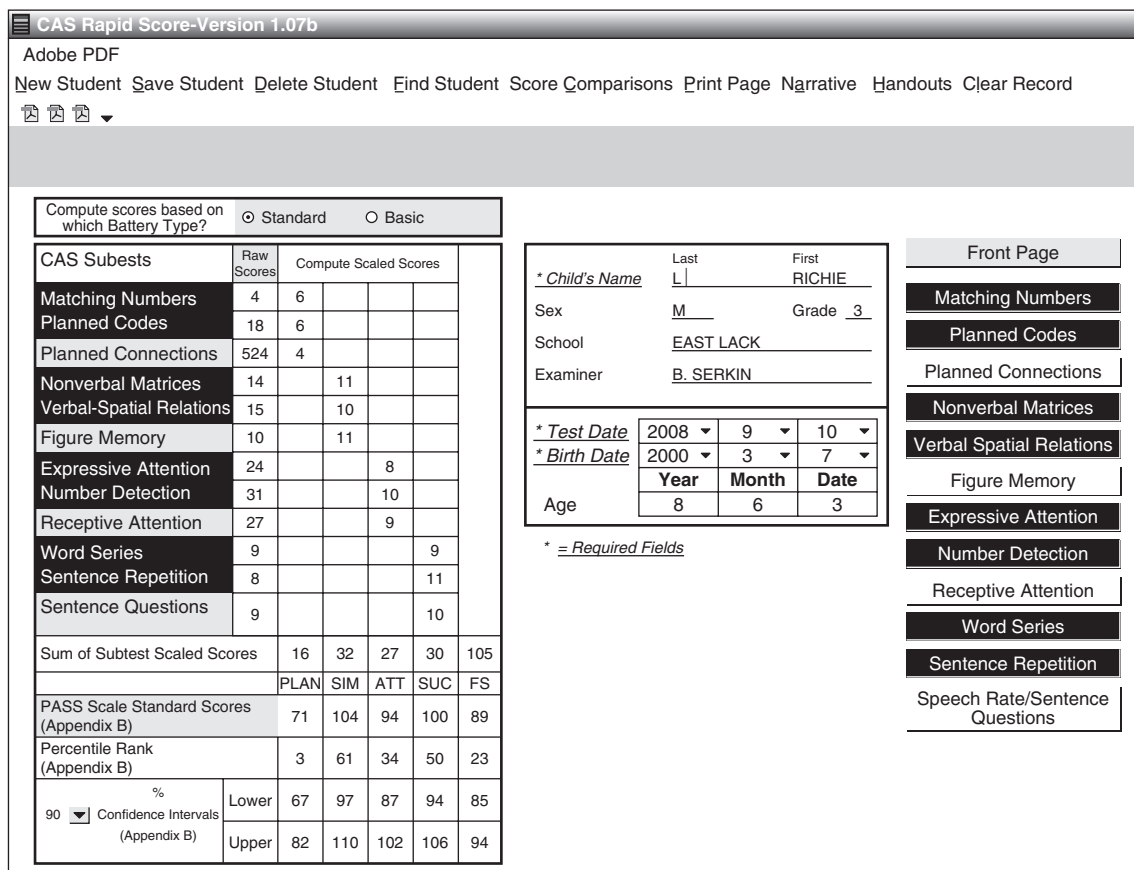 CAS Rapid Score-Version 1.07b
Adobe PDF
New Student Save Student Delete Student Find Student Score Comparisons Print Page Narrative Handouts Clear Record
Compute scores based on
which Battery Type?
Standard Basic
CAS Subests Raw Scores Compute Scaled Scores
Matching Numbers 4 6
Planned Codes 18 6
Planned Connections 524 4
Nonverbal Matrices 14 11
Verbal-Spatial Relations 15 10
Figure Memory 10 11
Expressive Attention 24 8
Number Detection 31 10
Receptive Attention 27 9
Word Series 9 9
Sentence Repetition 8 11
Sentence Questions 9 10
Sum of Subtest Scaled Scores 16 32 27 30 105
PLAN SIM ATT SUC FS
PASS Scale Standard Scores
(Appendix B) 71 104 94 100 89
Percentile Rank
(Appendix B) 3 61 34 50 23
%
90 Confidence Intervals
(Appendix B)
Lower 67 97 87 94 85
Upper 82 110 102 106 94
Last First
* Child's Name L RICHIE
Sex M Grade 3
School EAST LACK
Examiner B. SERKIN
* Test Date 2008 9 10
* Birth Date 2000 3 7
Year Month Date
Age 8 6 3
* = Required Fields
Front Page
Matching Numbers
Planned Codes
Planned Connections
Nonverbal Matrices
Verbal Spatial Relations
Figure Memory
Expressive Attention
Number Detection
Receptive Attention
Word Series
Sentence Repetition
Speech Rate/Sentence
Questions